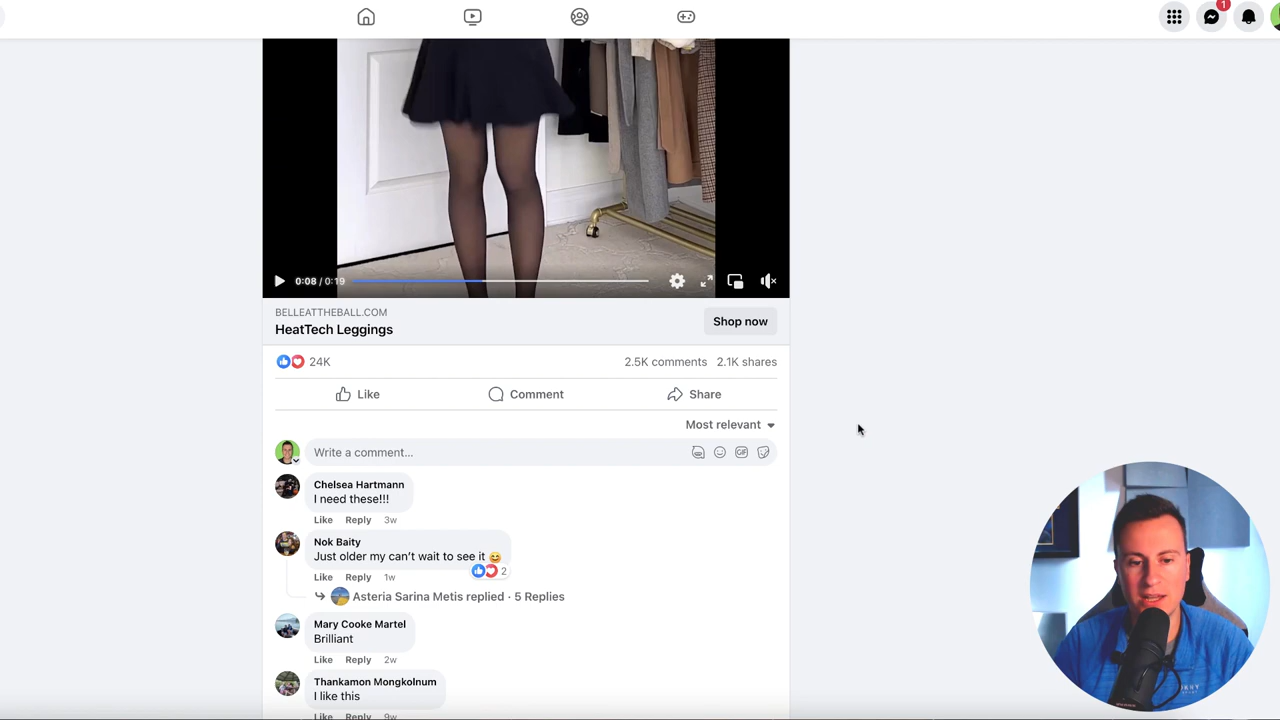 1
0:08 / 0:19
BELLEATTHEBALL.COM
HeatTech Leggings
Shop now
24K
2.5K comments 2.1K shares
Like
Comment
Share
Most relevant
Write a comment...
GIF
Chelsea Hartmann
I need these!!!
Like Reply 3w
Nok Baity
Just older my can't wait to see it 😊
2
Like Reply 1w
Asteria Sarina Metis replied · 5 Replies
Mary Cooke Martel
Brilliant
Like Reply 2w
Thankamon Mongkolnum
I like this
Like Reply 9w